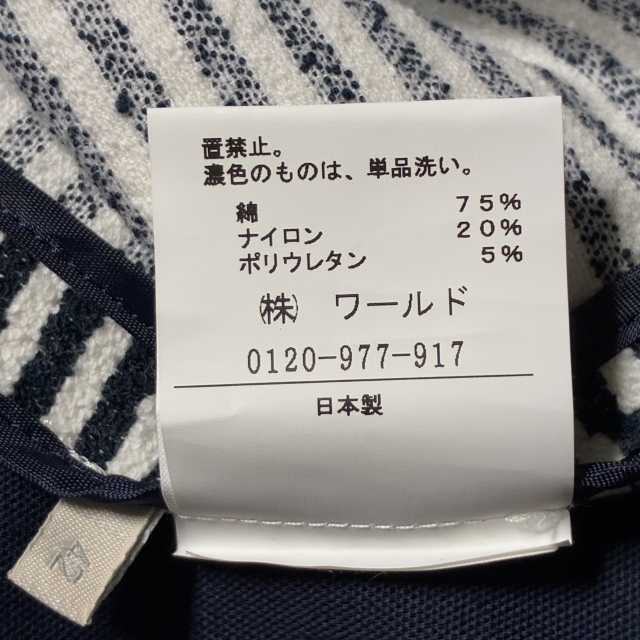 置禁止。
濃色のものは、単品洗い。
綿 75%
ナイロン 20%
ポリウレタン 5%
㈱ ワールド
0120-977-917
日本製